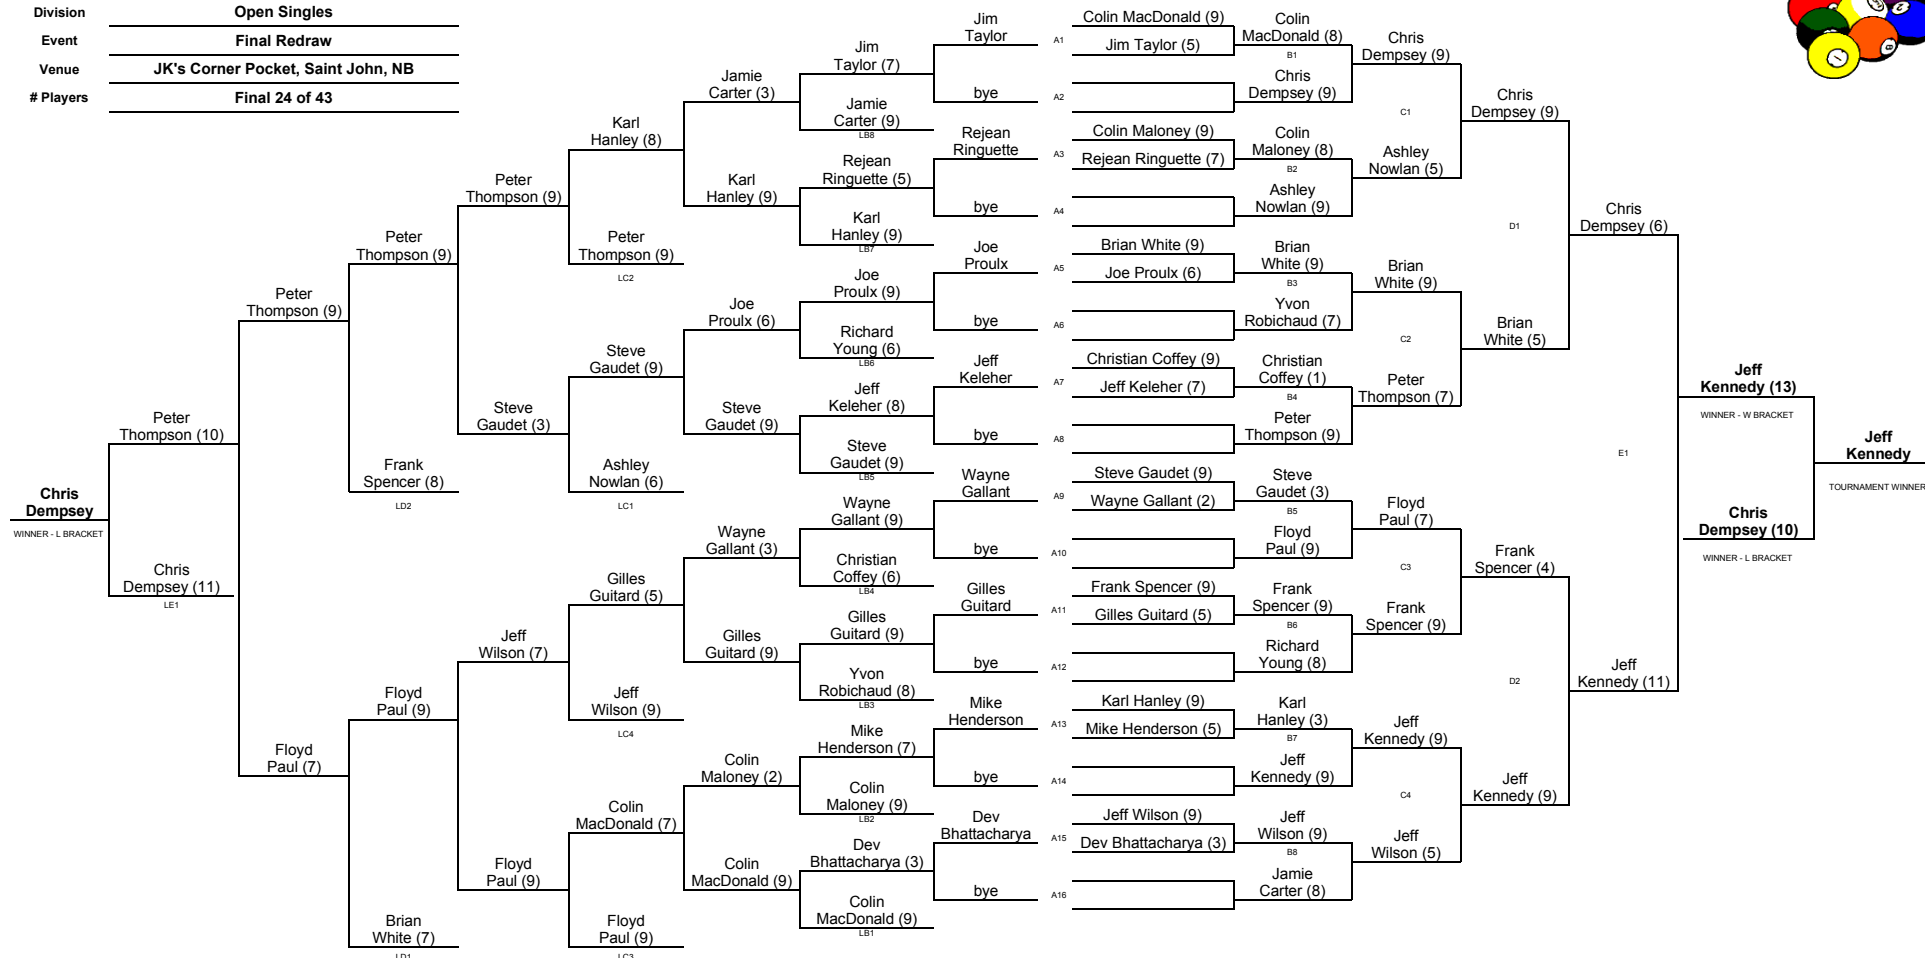 Division Open Singles
Event Final Redraw
Venue JK's Corner Pocket, Saint John, NB
# Players Final 24 of 43
Chris
Dempsey
WINNER - L BRACKET
Peter
Thompson (10)
Chris
Dempsey (11)
LE1
Peter
Thompson (9)
Floyd
Paul (7)
Peter
Thompson (9)
Frank
Spencer (8)
LD2
Floyd
Paul (9)
Brian
White (7)
LD1
Peter
Thompson (9)
Steve
Gaudet (3)
Jeff
Wilson (7)
Floyd
Paul (9)
Karl
Hanley (8)
Peter
Thompson (9)
LC2
Steve
Gaudet (9)
Ashley
Nowlan (6)
LC1
Gilles
Guitard (5)
Jeff
Wilson (9)
LC4
Colin
MacDonald (7)
Floyd
Paul (9)
LC3
Jamie
Carter (3)
Karl
Hanley (9)
Joe
Proulx (6)
Steve
Gaudet (9)
Wayne
Gallant (3)
Gilles
Guitard (9)
Colin
Maloney (2)
Colin
MacDonald (9)
Jim
Taylor (7)
Jamie
Carter (9)
LB8
Rejean
Ringuette (5)
Karl
Hanley (9)
LB7
Joe
Proulx (9)
Richard
Young (6)
LB6
Jeff
Keleher (8)
Steve
Gaudet (9)
LB5
Wayne
Gallant (9)
Christian
Coffey (6)
LB4
Gilles
Guitard (9)
Yvon
Robichaud (8)
LB3
Mike
Henderson (7)
Colin
Maloney (9)
LB2
Dev
Bhattacharya (3)
Colin
MacDonald (9)
LB1
Jim
Taylor
bye
Rejean
Ringuette
bye
Joe
Proulx
bye
Jeff
Keleher
bye
Wayne
Gallant
bye
Gilles
Guitard
bye
Mike
Henderson
bye
Dev
Bhattacharya
bye
A1
A2
A3
A4
A5
A6
A7
A8
A9
A10
A11
A12
A13
A14
A15
A16
Colin MacDonald (9)
Jim Taylor (5)
Colin Maloney (9)
Rejean Ringuette (7)
Brian White (9)
Joe Proulx (6)
Christian Coffey (9)
Jeff Keleher (7)
Steve Gaudet (9)
Wayne Gallant (2)
Frank Spencer (9)
Gilles Guitard (5)
Karl Hanley (9)
Mike Henderson (5)
Jeff Wilson (9)
Dev Bhattacharya (3)
Colin
MacDonald (8)
B1
Chris
Dempsey (9)
Colin
Maloney (8)
B2
Ashley
Nowlan (9)
Brian
White (9)
B3
Yvon
Robichaud (7)
Christian
Coffey (1)
B4
Peter
Thompson (9)
Steve
Gaudet (3)
B5
Floyd
Paul (9)
Frank
Spencer (9)
B6
Richard
Young (8)
Karl
Hanley (3)
B7
Jeff
Kennedy (9)
Jeff
Wilson (9)
B8
Jamie
Carter (8)
Chris
Dempsey (9)
C1
Ashley
Nowlan (5)
Brian
White (9)
C2
Peter
Thompson (7)
Floyd
Paul (7)
C3
Frank
Spencer (9)
Jeff
Kennedy (9)
C4
Jeff
Wilson (5)
Chris
Dempsey (9)
D1
Brian
White (5)
Frank
Spencer (4)
D2
Jeff
Kennedy (9)
Chris
Dempsey (6)
E1
Jeff
Kennedy (11)
Jeff
Kennedy (13)
WINNER - W BRACKET
Chris
Dempsey (10)
WINNER - L BRACKET
Jeff
Kennedy
TOURNAMENT WINNER